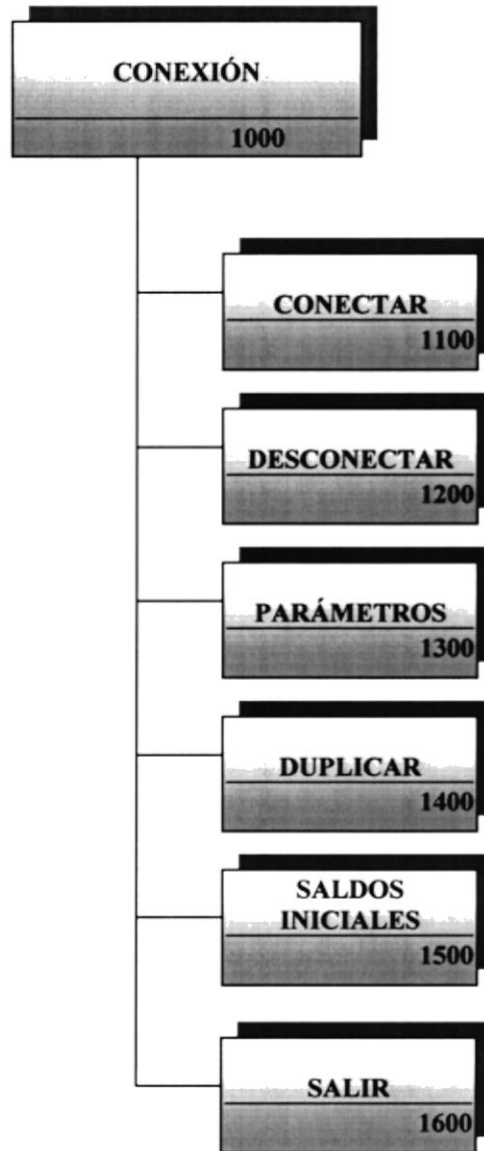 CONEXIÓN
1000
CONECTAR
1100
DESCONECTAR
1200
PARÁMETROS
1300
DUPLICAR
1400
SALDOS
INICIALES
1500
SALIR
1600